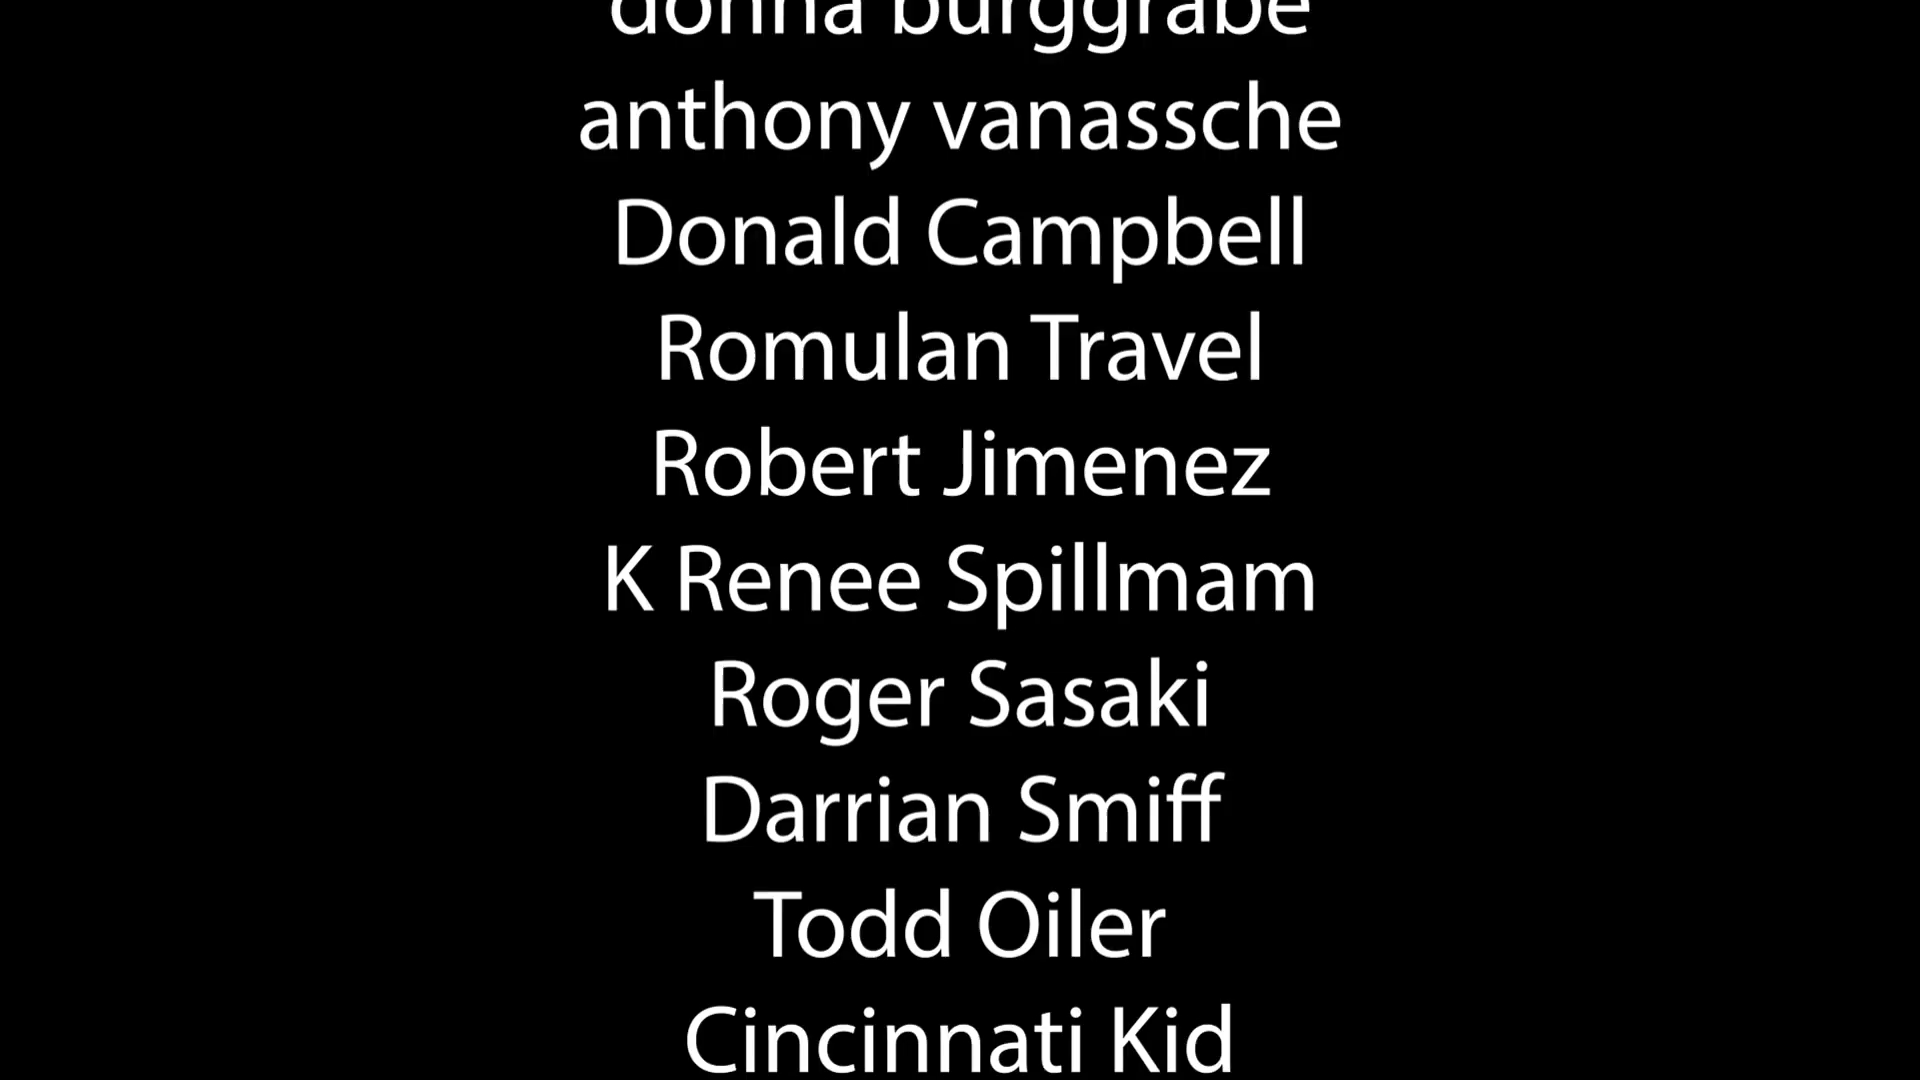 donna burggrabe
anthony vanassche
Donald Campbell
Romulan Travel
Robert Jimenez
K Renee Spillmam
Roger Sasaki
Darrian Smiff
Todd Oiler
Cincinnati Kid